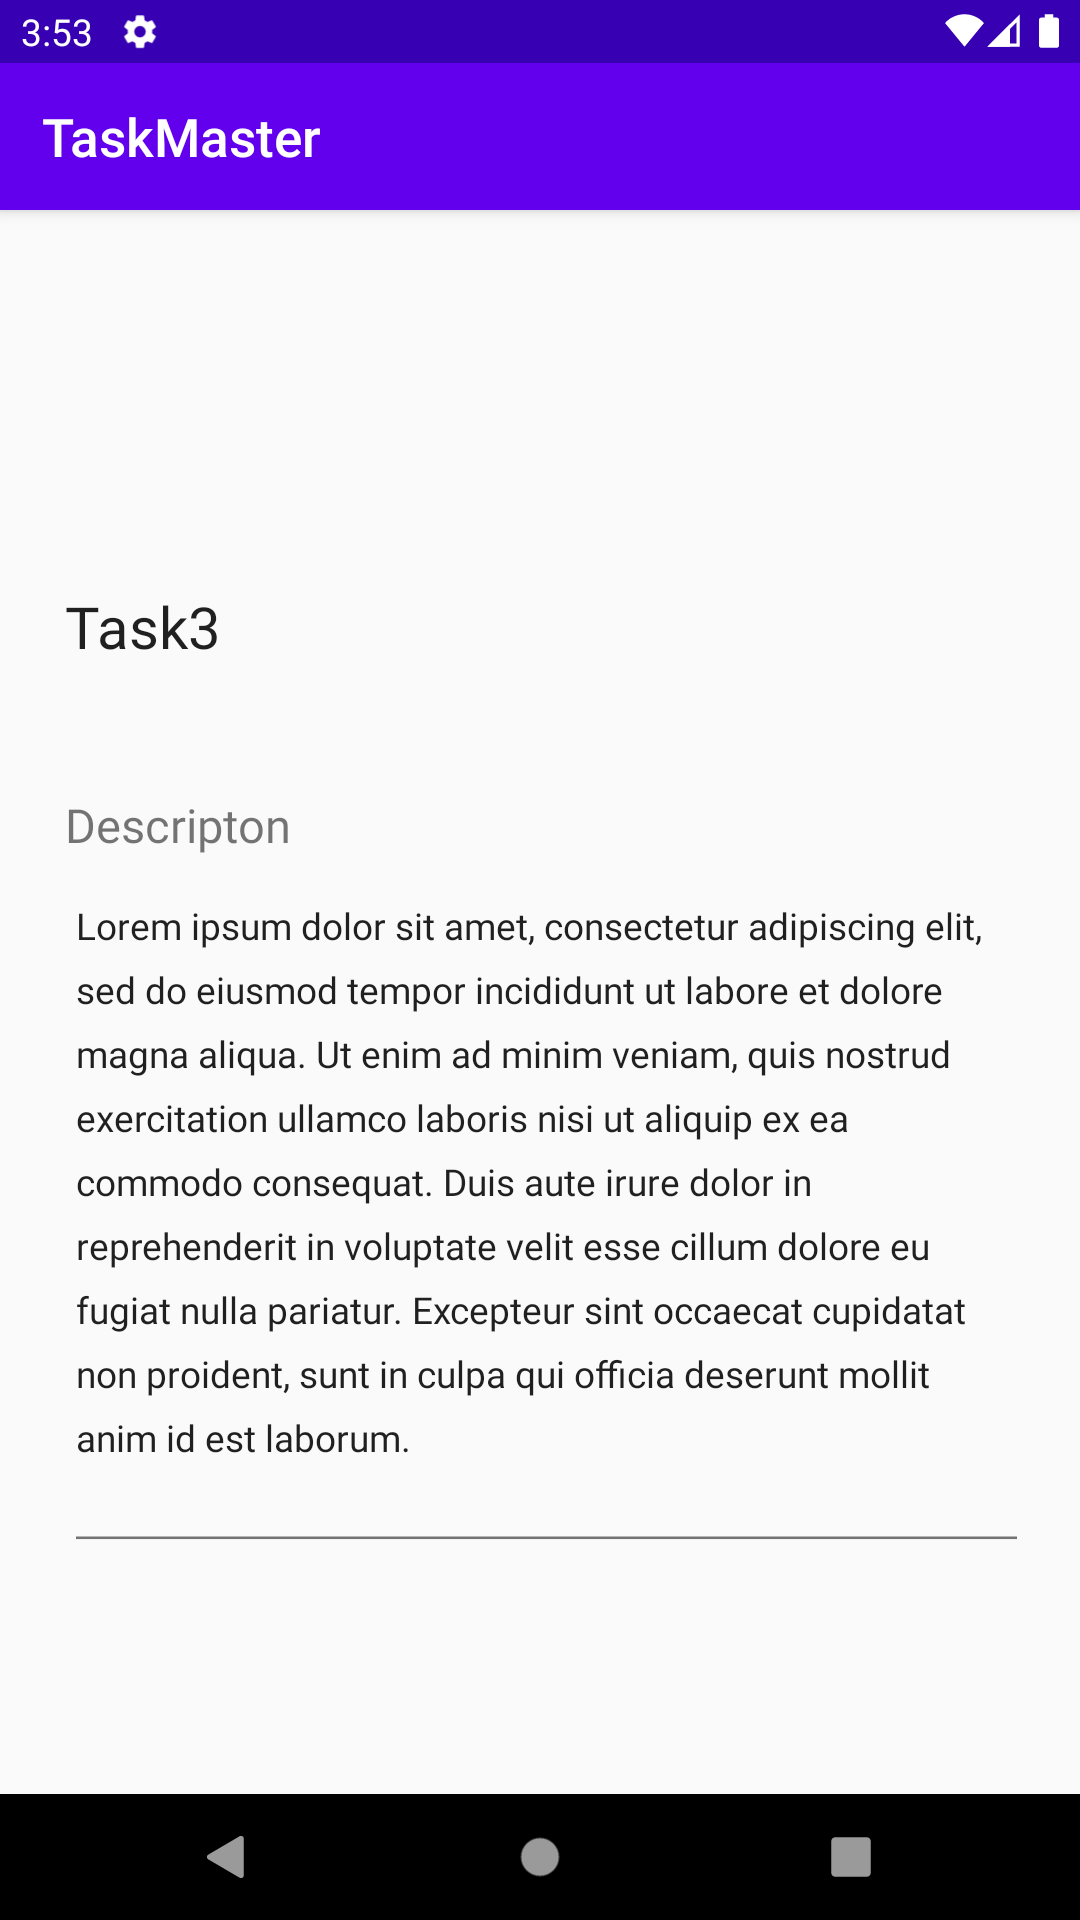 3:53
TaskMaster
Task3
Descripton
Lorem ipsum dolor sit amet, consectetur adipiscing elit,
sed do eiusmod tempor incididunt ut labore et dolore
magna aliqua. Ut enim ad minim veniam, quis nostrud
exercitation ullamco laboris nisi ut aliquip ex ea
commodo consequat. Duis aute irure dolor in
reprehenderit in voluptate velit esse cillum dolore eu
fugiat nulla pariatur. Excepteur sint occaecat cupidatat
non proident, sunt in culpa qui officia deserunt mollit
anim id est laborum.